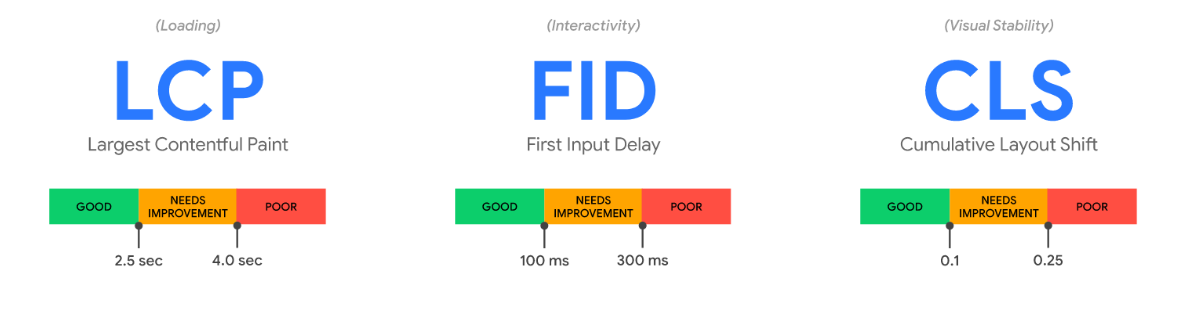 (Loading)
LCP
Largest Contentful Paint
GOOD
NEEDS
IMPROVEMENT
POOR
2.5 sec
4.0 sec
(Interactivity)
FID
First Input Delay
GOOD
NEEDS
IMPROVEMENT
POOR
100 ms
300 ms
(Visual Stability)
CLS
Cumulative Layout Shift
GOOD
NEEDS
IMPROVEMENT
POOR
0.1
0.25